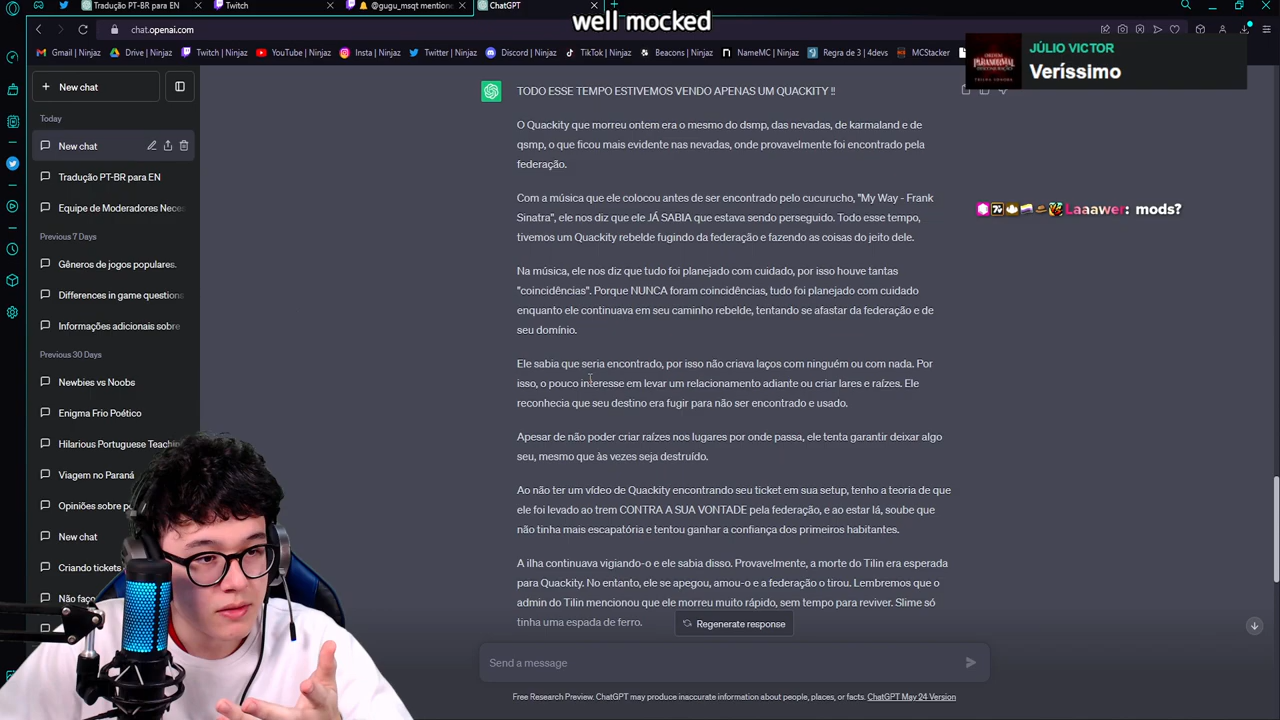 well mocked
Tradução PT-BR para EN
Twitch
@gugu_msqt mentione
ChatGPT
chat.openai.com
Gmail | Ninjaz
Twitch | Ninjaz
YouTube | Ninjaz
Insta | Ninjaz
Twitter | Ninjaz
Discord | Ninjaz
TikTok | Ninjaz
Beacons | Ninjaz
NameMC | Ninjaz
Regra de 3 | 4devs
MCStacker
JÚLIO VICTOR
Veríssimo
Laaawer: mods?
New chat
Today
New chat
Tradução PT-BR para EN
Equipe de Moderadores Neces
Previous 7 Days
Gêneros de jogos populares.
Differences in game questions
Informações adicionais sobre
Previous 30 Days
Newbies vs Noobs
Enigma Frio Poético
Hilarious Portuguese Teachin
Viagem no Paraná
Opiniões sobre p
New chat
Criando tickets
Não faço
TODO ESSE TEMPO ESTIVEMOS VENDO APENAS UM QUACKITY !!
O Quackity que morreu ontem era o mesmo do dsmp, das nevadas, de karmaland e de
qsmp, o que ficou mais evidente nas nevadas, onde provavelmente foi encontrado pela
federação.
Com a música que ele colocou antes de ser encontrado pelo cucurucho, "My Way - Frank
Sinatra", ele nos diz que ele JÁ SABIA que estava sendo perseguido. Todo esse tempo,
tivemos um Quackity rebelde fugindo da federação e fazendo as coisas do jeito dele.
Na música, ele nos diz que tudo foi planejado com cuidado, por isso houve tantas
"coincidências". Porque NUNCA foram coincidências, tudo foi planejado com cuidado
enquanto ele continuava em seu caminho rebelde, tentando se afastar da federação e de
seu domínio.
Ele sabia que seria encontrado, por isso não criava laços com ninguém ou com nada. Por
isso, o pouco interesse em levar um relacionamento adiante ou criar lares e raízes. Ele
reconhecia que seu destino era fugir para não ser encontrado e usado.
Apesar de não poder criar raízes nos lugares por onde passa, ele tenta garantir deixar algo
seu, mesmo que às vezes seja destruído.
Ao não ter um vídeo de Quackity encontrando seu ticket em sua setup, tenho a teoria de que
ele foi levado ao trem CONTRA A SUA VONTADE pela federação, e ao estar lá, soube que
não tinha mais escapatória e tentou ganhar a confiança dos primeiros habitantes.
A ilha continuava vigiando-o e ele sabia disso. Provavelmente, a morte do Tilin era esperada
para Quackity. No entanto, ele se apegou, amou-o e a federação o tirou. Lembremos que o
admin do Tilin mencionou que ele morreu muito rápido, sem tempo para reviver. Slime só
tinha uma espada de ferro.
Regenerate response
Send a message
Free Research Preview. ChatGPT may produce inaccurate information about people, places, or facts. ChatGPT May 24 Version